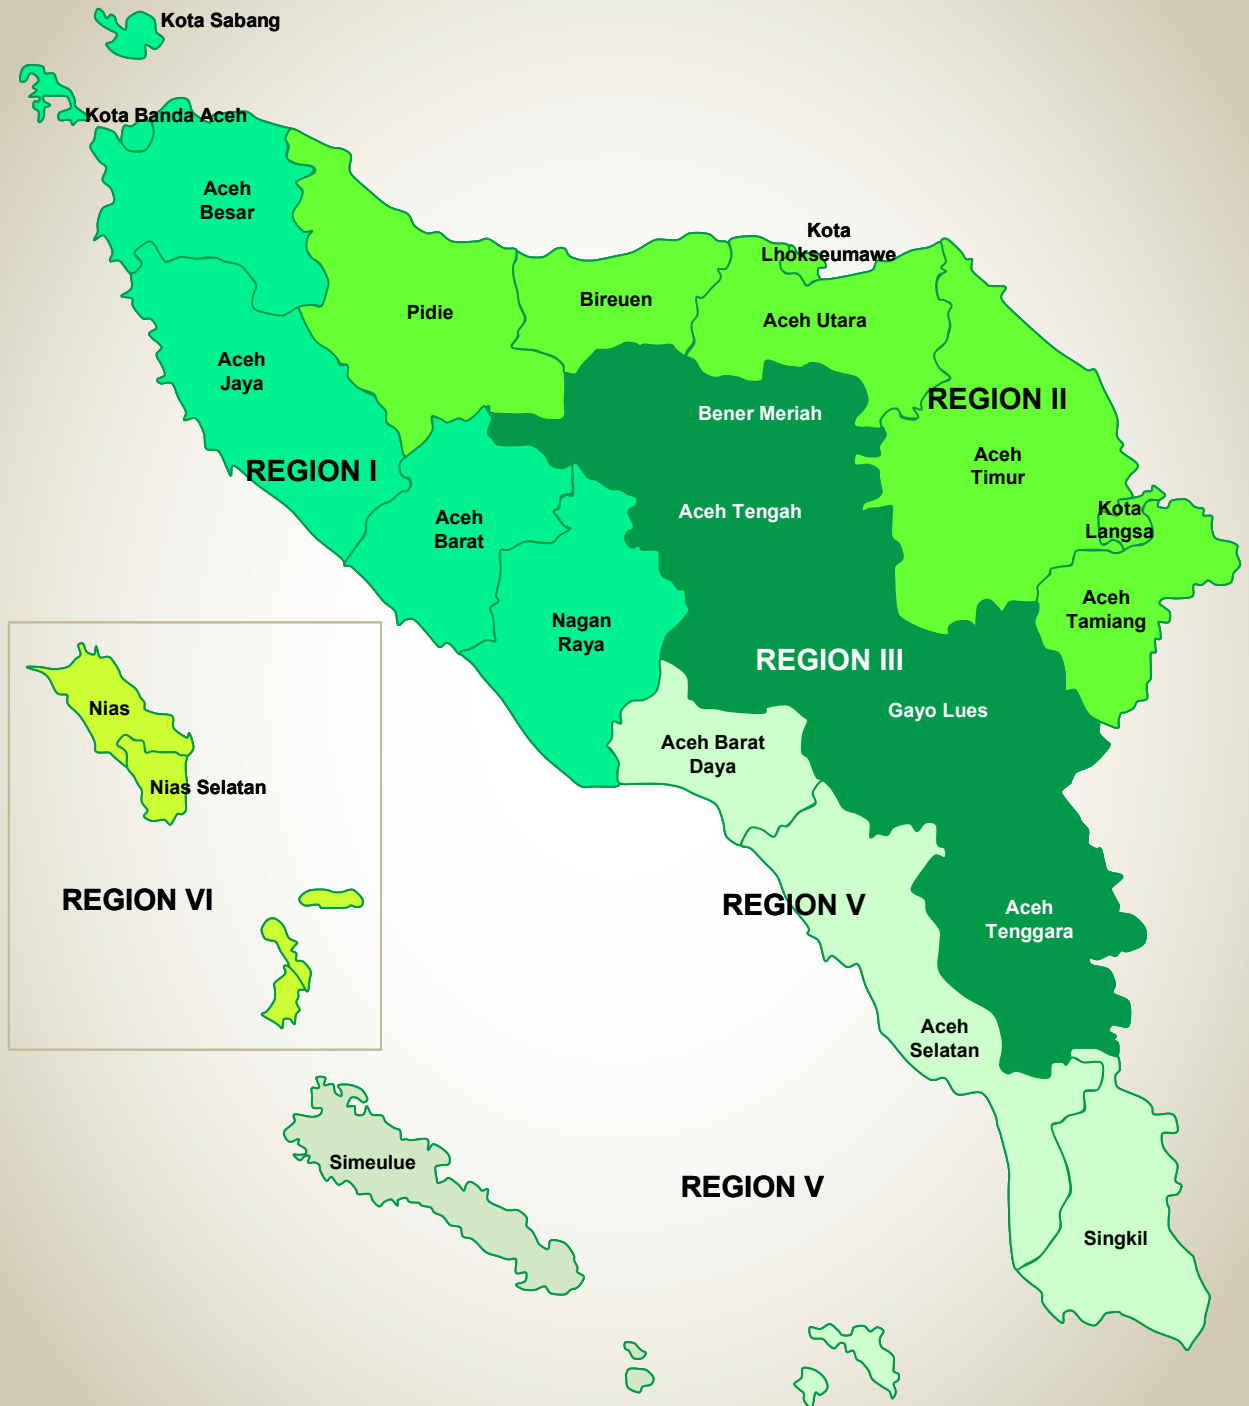 Kota Sabang
Kota Banda Aceh
Aceh
Besar
Kota
Lhokseumawe
Bireuen
Pidie
Aceh Utara
Aceh
Jaya
REGION II
Bener Meriah
Aceh
Timur
REGION I
Aceh
Barat
Aceh Tengah
Kota
Langsa
Aceh
Tamiang
Nagan
Raya
REGION III
Nias
Gayo Lues
Aceh Barat
Daya
Nias Selatan
REGION VI
REGION V
Aceh
Tenggara
Aceh
Selatan
Simeulue
REGION V
Singkil